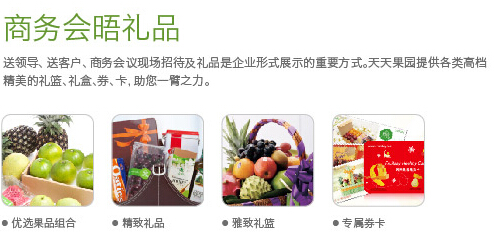 商务会晤礼品
送领导、送客户、商务会议现场招待及礼品是企业形式展示的重要方式。天天果园提供各类高档
精美的礼篮、礼盒、券、卡，助您一臂之力。
优选果品组合
精致礼品
雅致礼篮
专属券卡